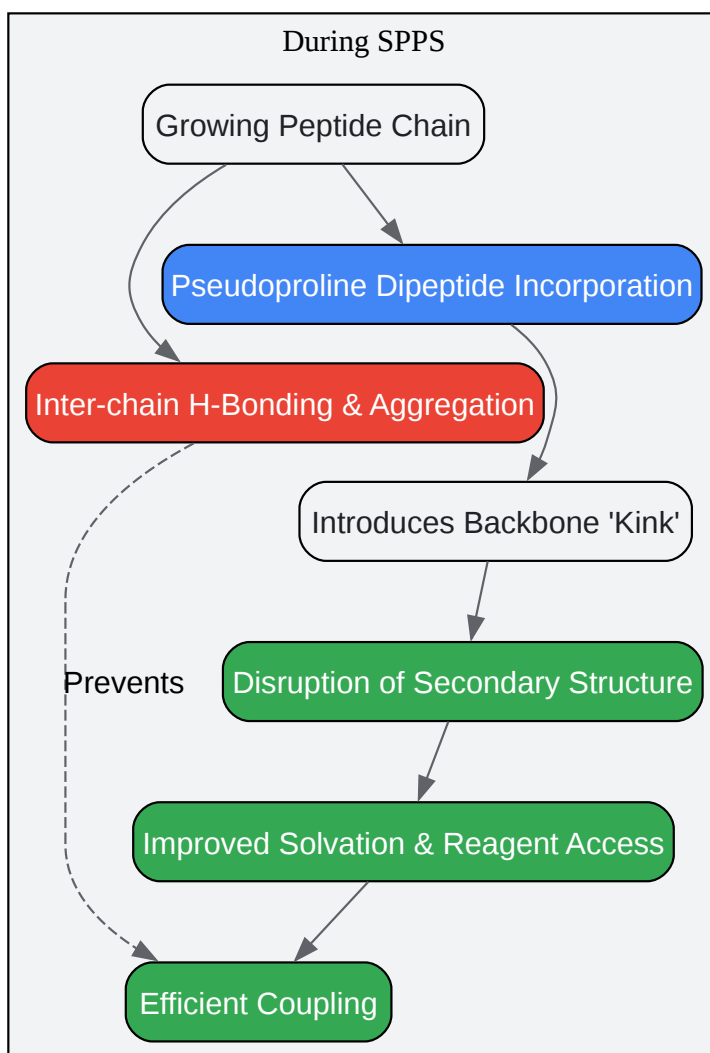 During SPPS
Growing Peptide Chain
Pseudoproline Dipeptide Incorporation
Inter-chain H-Bonding & Aggregation
Introduces Backbone 'Kink'
Prevents
Disruption of Secondary Structure
Improved Solvation & Reagent Access
Efficient Coupling